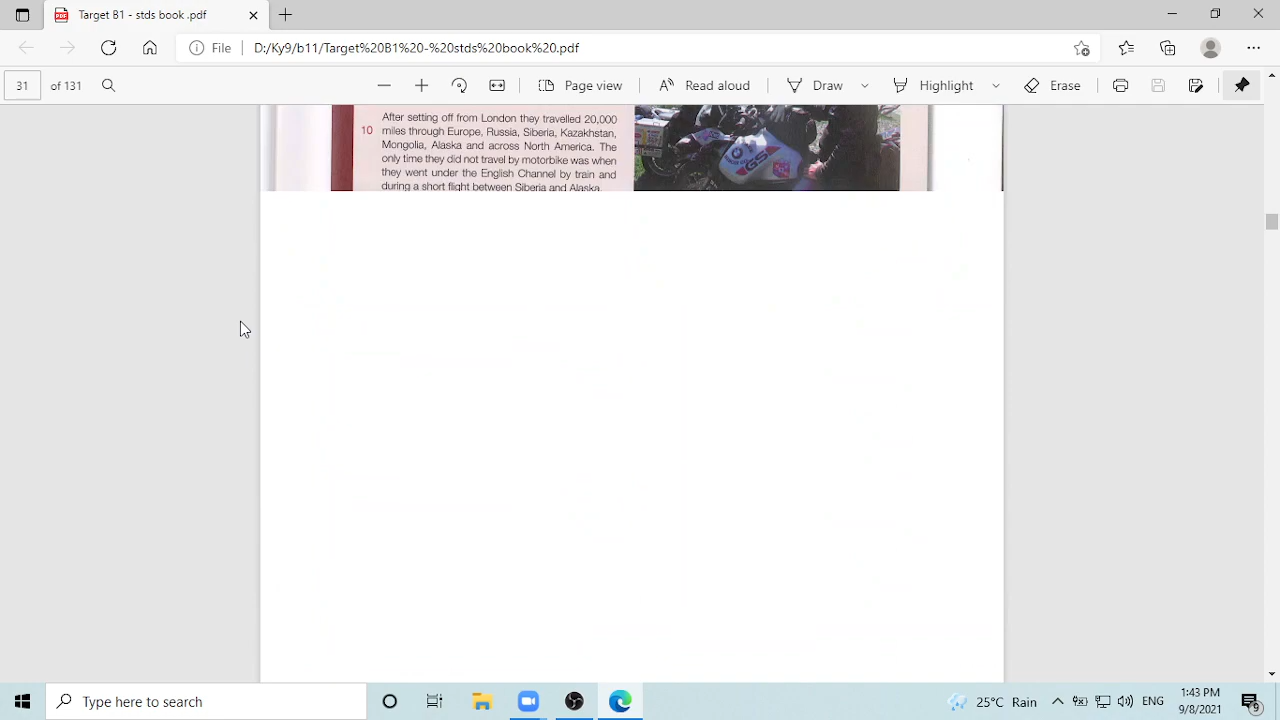 Target B1 - stds book .pdf
File D:/Ky9/b11/Target%20B1%20-%20stds%20book%20.pdf
31 of 131 Page view Read aloud Draw Highlight Erase
After setting off from London they travelled 20,000
10 miles through Europe, Russia, Siberia, Kazakhstan,
Mongolia, Alaska and across North America. The
only time they did not travel by motorbike was when
they went under the English Channel by train and
during a short flight between Siberia and Alaska.
GS
Type here to search
25°C Rain ENG
1:43 PM
9/8/2021
9